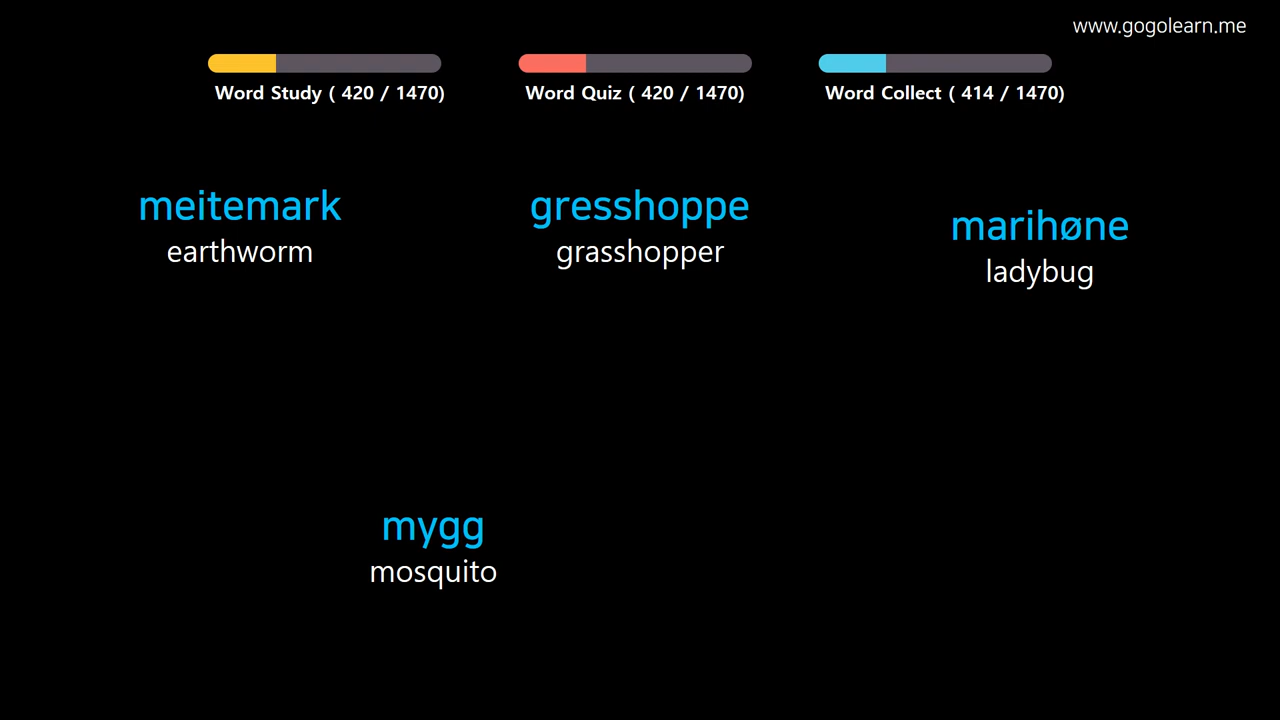 www.gogolearn.me
Word Study ( 420 / 1470)
Word Quiz ( 420 / 1470)
Word Collect ( 414 / 1470)
meitemark
earthworm
gresshoppe
grasshopper
marihøne
ladybug
mygg
mosquito